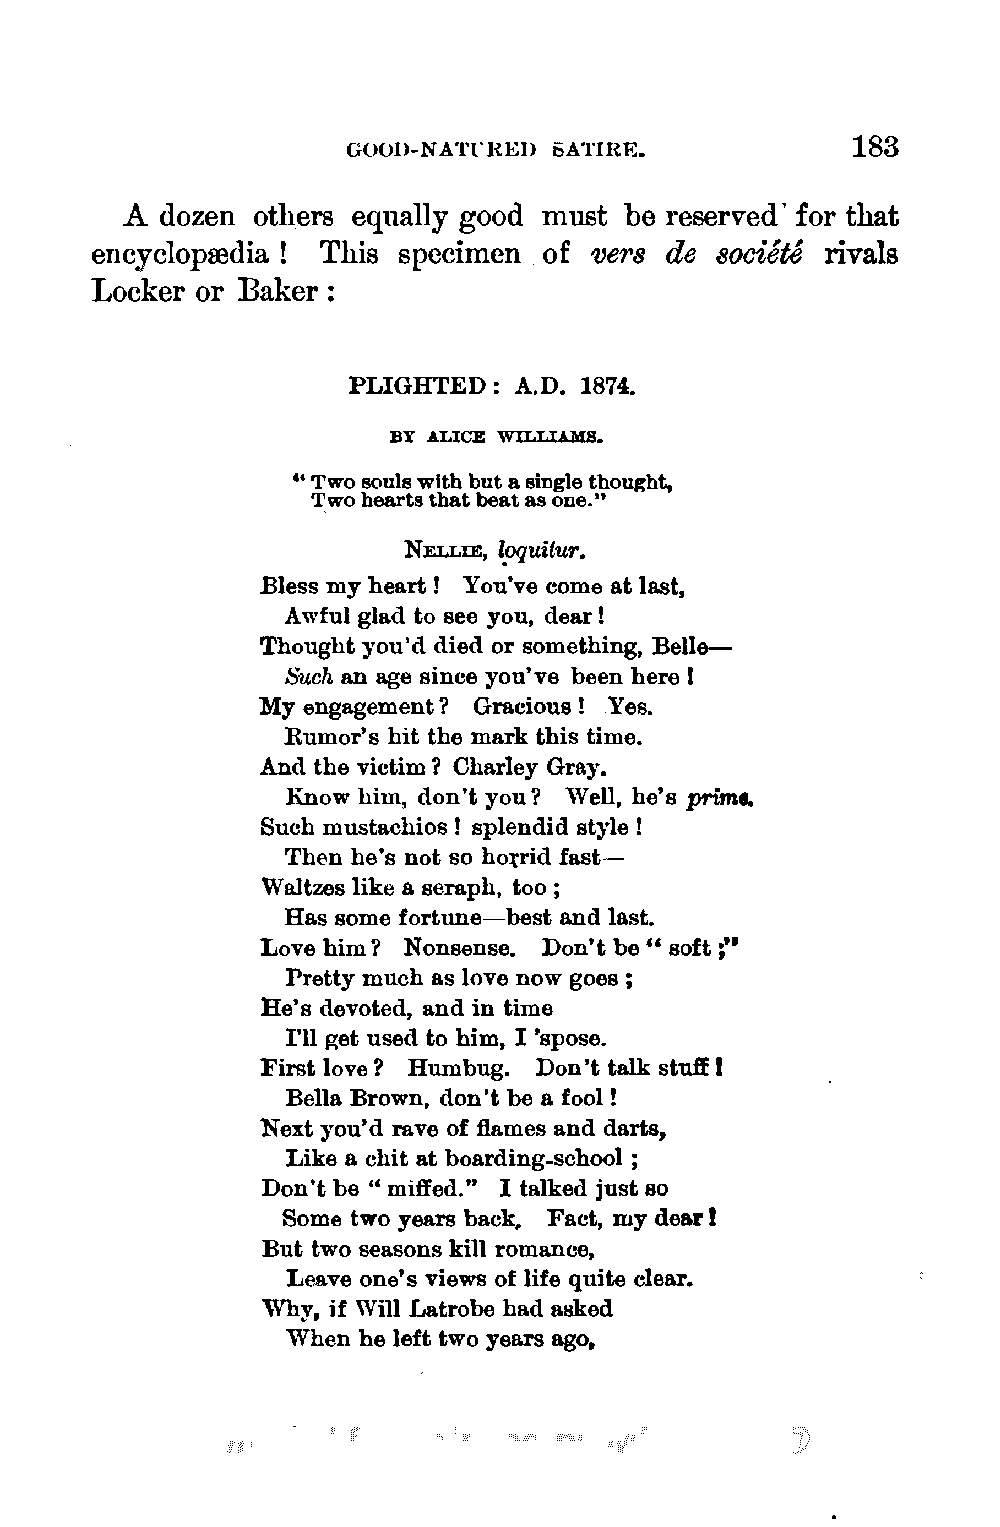 GOOD-NATURED SATIRE. 183
A dozen others equally good must be reserved for that
encyclopædia ! This specimen of vers de société rivals
Locker or Baker :
PLIGHTED : A.D. 1874.
BY ALICE WILLIAMS.
“ Two souls with but a single thought,
Two hearts that beat as one.”
NELLIE, loquitur.
Bless my heart ! You’ve come at last,
Awful glad to see you, dear !
Thought you’d died or something, Belle—
Such an age since you’ve been here !
My engagement ? Gracious ! Yes.
Rumor’s hit the mark this time.
And the victim ? Charley Gray.
Know him, don’t you ? Well, he’s prime.
Such mustachios ! splendid style !
Then he’s not so horrid fast—
Waltzes like a seraph, too ;
Has some fortune—best and last.
Love him ? Nonsense. Don’t be “ soft ;”
Pretty much as love now goes ;
He’s devoted, and in time
I’ll get used to him, I ’spose.
First love ? Humbug. Don’t talk stuff !
Bella Brown, don’t be a fool !
Next you’d rave of flames and darts,
Like a chit at boarding-school ;
Don’t be “ miffed.” I talked just so
Some two years back. Fact, my dear !
But two seasons kill romance,
Leave one’s views of life quite clear.
Why, if Will Latrobe had asked
When he left two years ago,